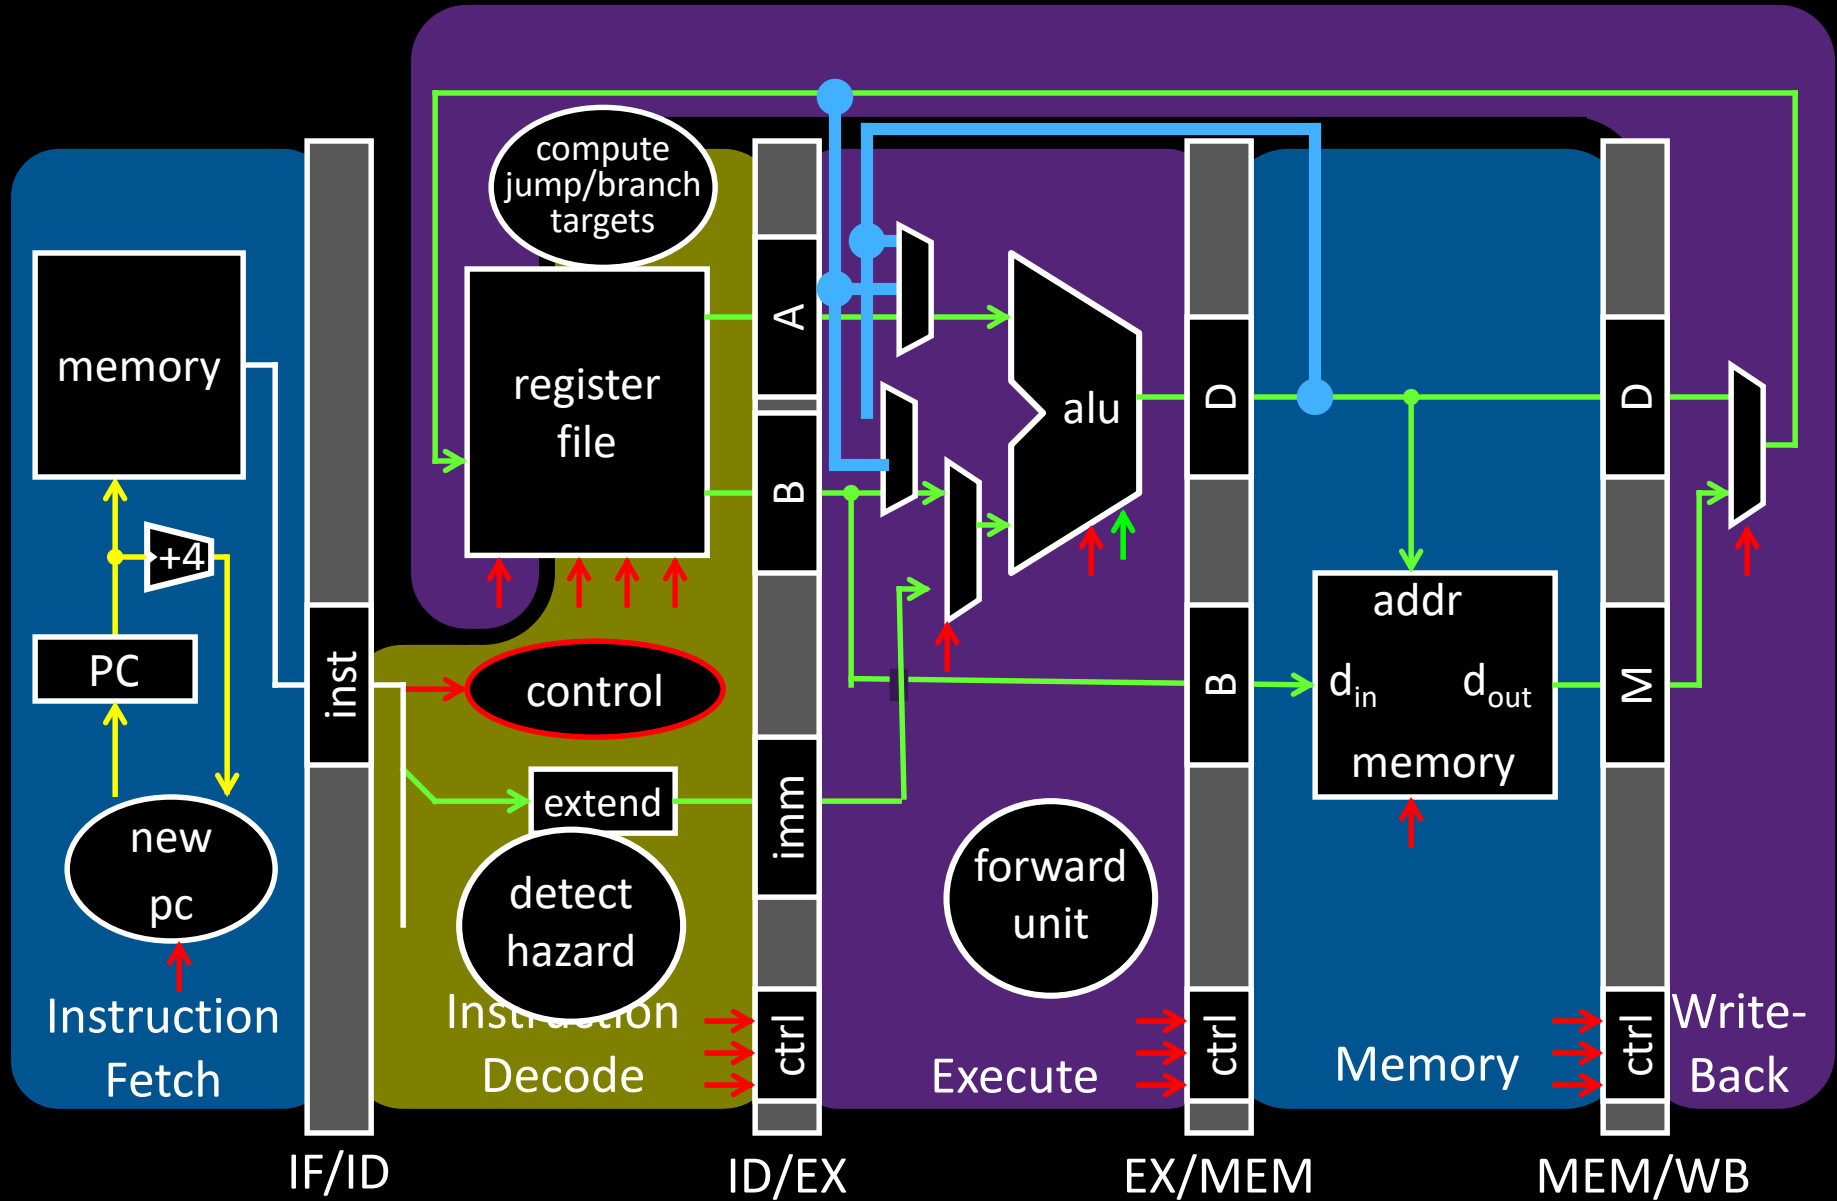 compute
jump/branch
targets
memory
register
file
A
B
alu
D
D
+4
PC
inst
control
extend
imm
B
addr
d_in
d_out
memory
M
new
pc
detect
hazard
forward
unit
Instruction
Fetch
Instruction
Decode
ctrl
Execute
ctrl
Memory
ctrl
Write-
Back
IF/ID
ID/EX
EX/MEM
MEM/WB